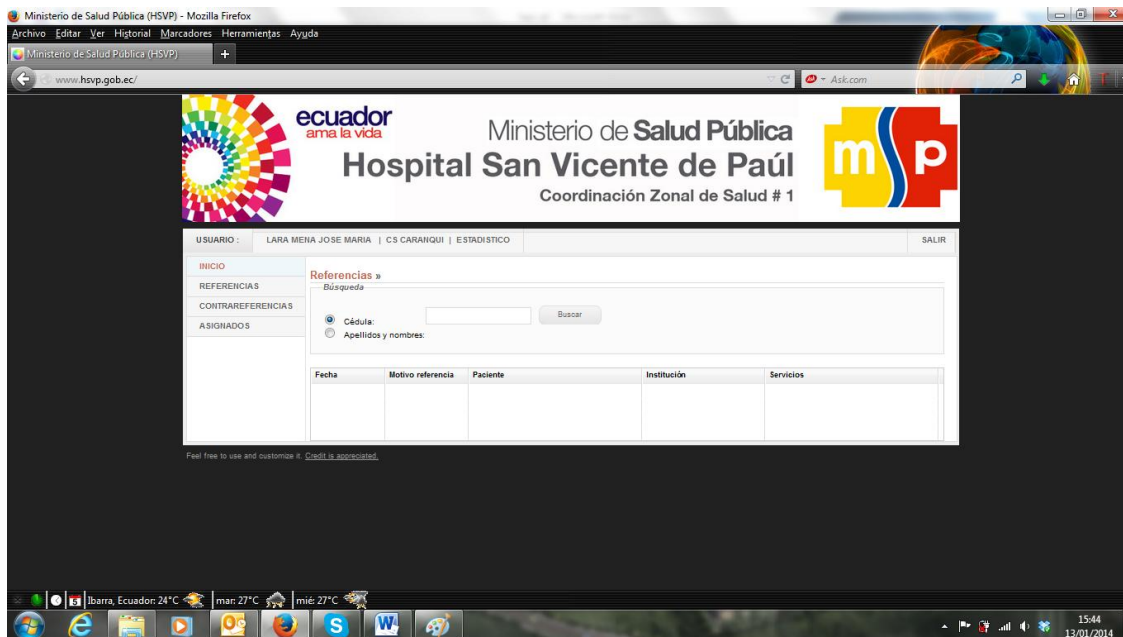 Ministerio de Salud Pública (HSVP) - Mozilla Firefox
Archivo Editar Ver Historial Marcadores Herramientas Ayuda
Ministerio de Salud Pública (HSVP) +
www.hsvp.gob.ec/ Ask.com
ecuador
ama la vida
Ministerio de Salud Pública
Hospital San Vicente de Paúl
Coordinación Zonal de Salud # 1
msp
USUARIO : LARA MENA JOSE MARIA | CS CARANQUI | ESTADISTICO SALIR
INICIO
REFERENCIAS
CONTRAREFERENCIAS
ASIGNADOS
Referencias »
Búsqueda
Cédula: Buscar
Apellidos y nombres:
Fecha Motivo referencia Paciente Institución Servicios
Feel free to use and customize it. Credit is appreciated.
Ibarra, Ecuador: 24°C mar: 27°C mié: 27°C
15:44
13/01/2014